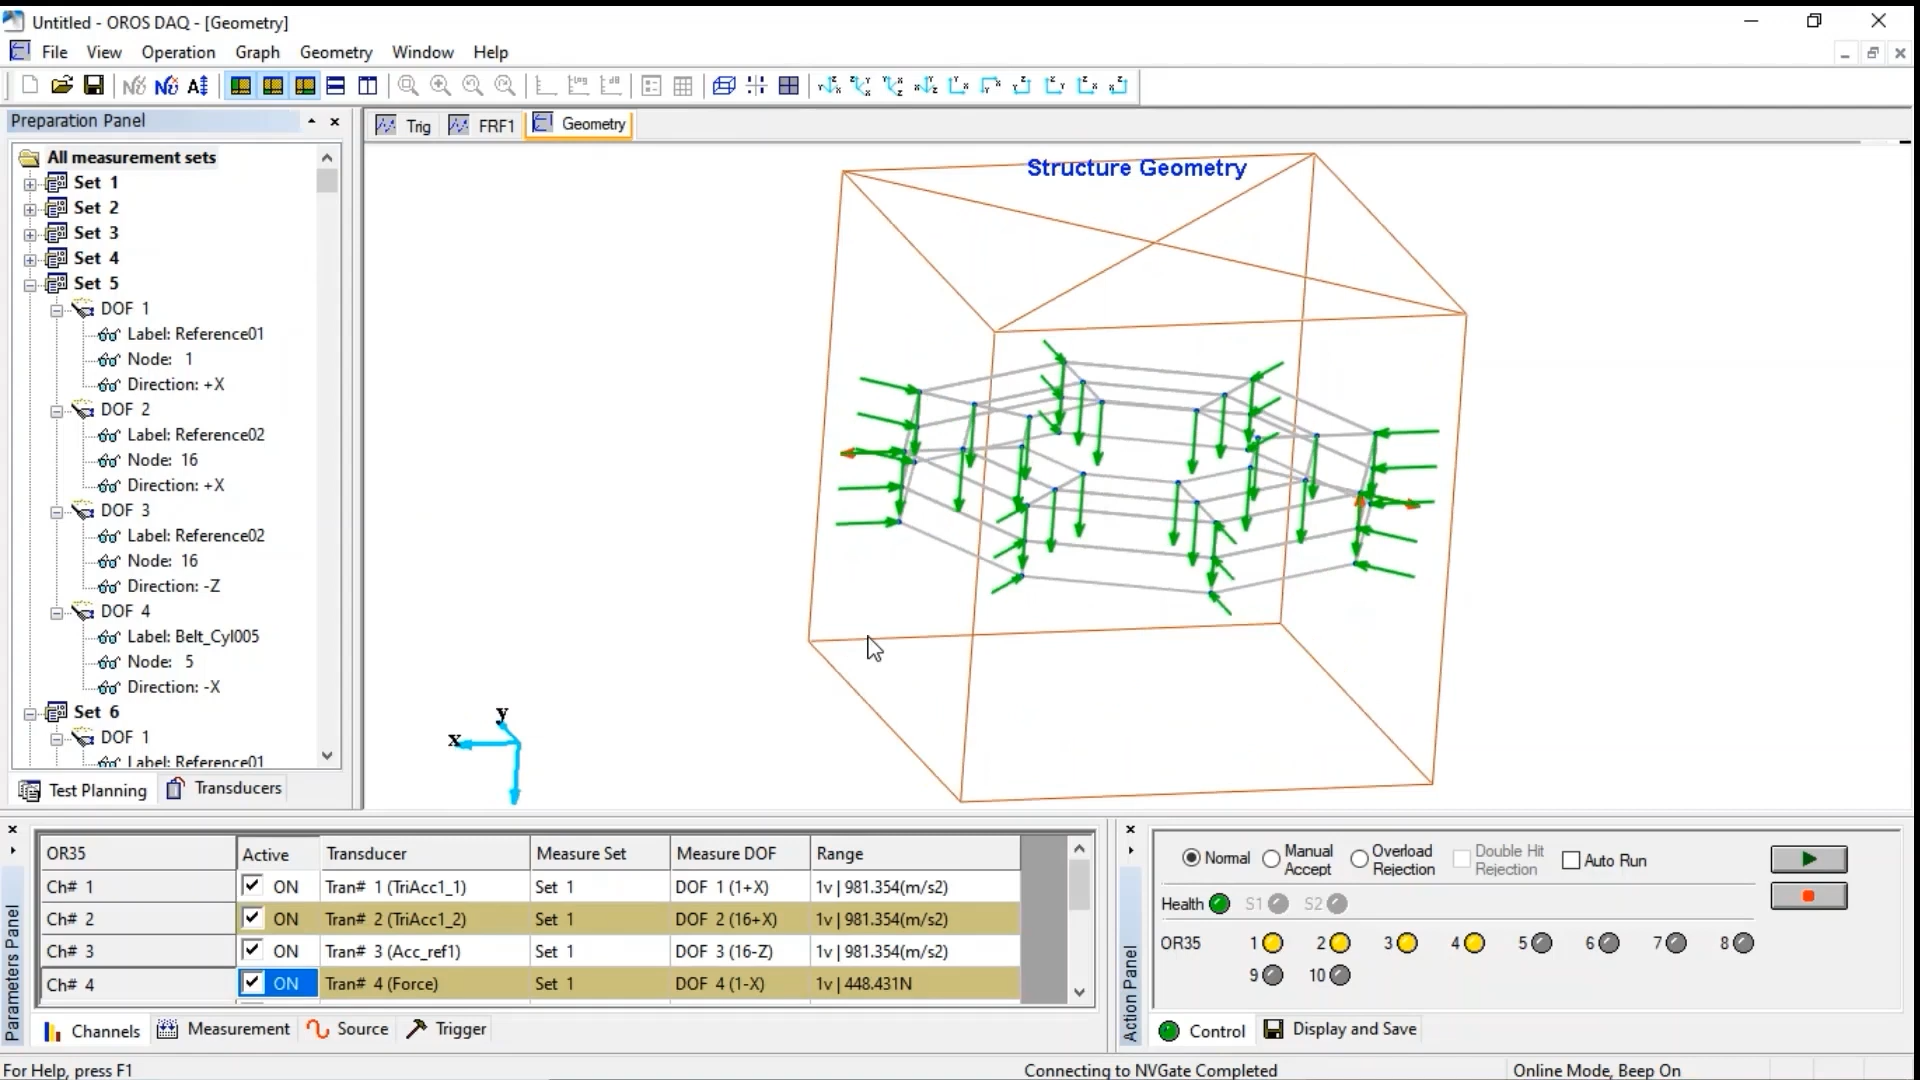 Untitled - OROS DAQ - [Geometry]
File View Operation Graph Geometry Window Help
Preparation Panel
Trig FRF1 Geometry
All measurement sets
Set 1
Set 2
Set 3
Set 4
Set 5
DOF 1
Label: Reference01
Node: 1
Direction: +X
DOF 2
Label: Reference02
Node: 16
Direction: +X
DOF 3
Label: Reference02
Node: 16
Direction: -Z
DOF 4
Label: Belt_Cyl005
Node: 5
Direction: -X
Set 6
DOF 1
Label: Reference01
Test Planning Transducers
Structure Geometry
y
x
Parameters Panel
OR35 Active Transducer Measure Set Measure DOF Range
Ch# 1 ON Tran# 1 (TriAcc1_1) Set 1 DOF 1 (1+X) 1v | 981.354(m/s2)
Ch# 2 ON Tran# 2 (TriAcc1_2) Set 1 DOF 2 (16+X) 1v | 981.354(m/s2)
Ch# 3 ON Tran# 3 (Acc_ref1) Set 1 DOF 3 (16-Z) 1v | 981.354(m/s2)
Ch# 4 ON Tran# 4 (Force) Set 1 DOF 4 (1-X) 1v | 448.431N
Channels Measurement Source Trigger
Action Panel
Normal Manual Accept Overload Rejection Double Hit Rejection Auto Run
Health S1 S2
OR35 1 2 3 4 5 6 7 8
9 10
Control Display and Save
For Help, press F1 Connecting to NVGate Completed Online Mode, Beep On